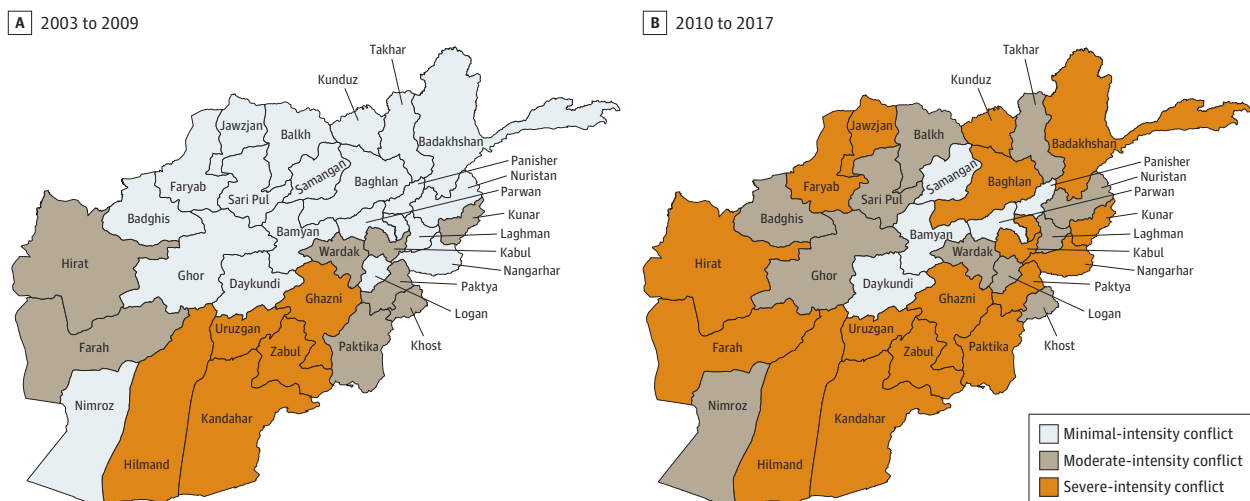 A 2003 to 2009
Takhar
Kunduz
Jawzjan
Balkh
Badakhshan
Panisher
Samangan
Baghlan
Nuristan
Faryab
Parwan
Sari Pul
Badghis
Kunar
Bamyan
Laghman
Wardak
Kabul
Hirat
Ghor
Nangarhar
Daykundi
Paktya
Ghazni
Logan
Uruzgan
Khost
Farah
Zabul
Paktika
Nimroz
Kandahar
Hilmand
B 2010 to 2017
Takhar
Kunduz
Jawzjan
Balkh
Badakhshan
Panisher
Samangan
Baghlan
Nuristan
Faryab
Parwan
Sari Pul
Badghis
Kunar
Bamyan
Laghman
Wardak
Kabul
Hirat
Ghor
Nangarhar
Daykundi
Paktya
Ghazni
Logan
Uruzgan
Khost
Farah
Zabul
Paktika
Nimroz
Kandahar
Hilmand
Minimal-intensity conflict
Moderate-intensity conflict
Severe-intensity conflict